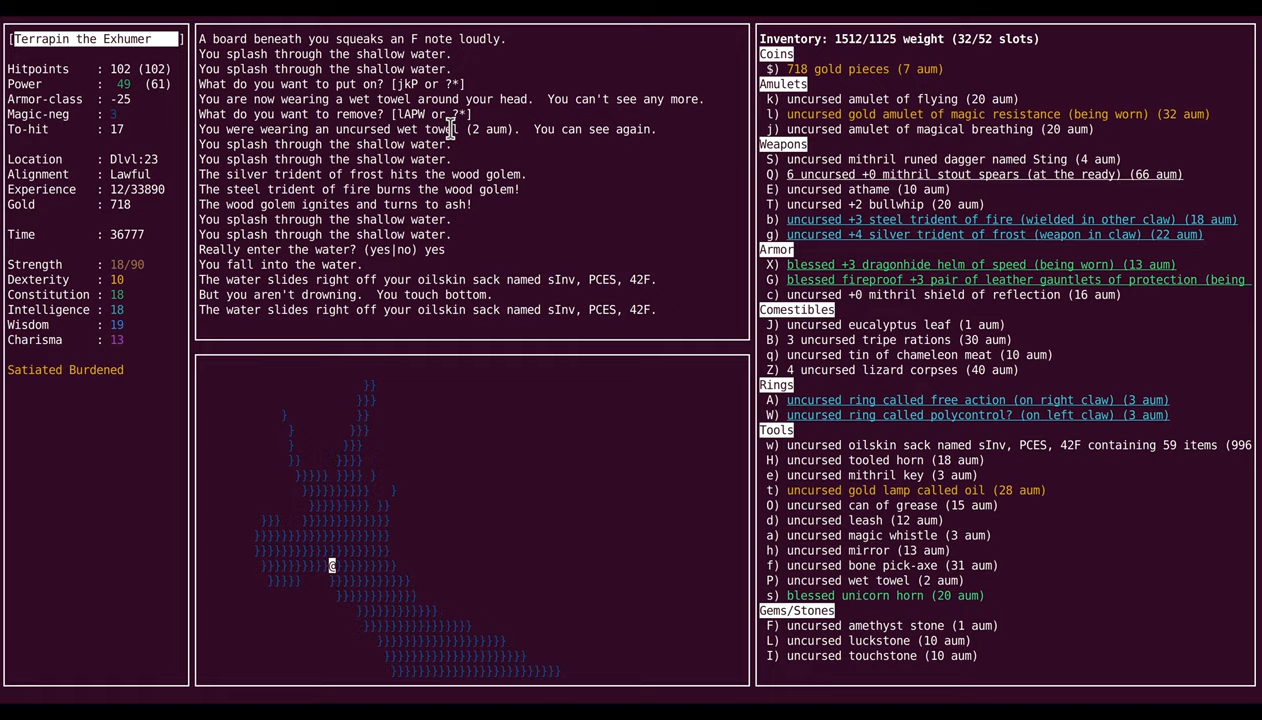 [Terrapin the Exhumer ]
Hitpoints : 102 (102)
Power : 49 (61)
Armor-class : -25
Magic-neg : 3
To-hit : 17
Location : Dlvl:23
Alignment : Lawful
Experience : 12/33890
Gold : 718
Time : 36777
Strength : 18/90
Dexterity : 10
Constitution : 18
Intelligence : 18
Wisdom : 19
Charisma : 13
Satiated Burdened
A board beneath you squeaks an F note loudly.
You splash through the shallow water.
You splash through the shallow water.
What do you want to put on? [jkP or ?*]
You are now wearing a wet towel around your head. You can't see any more.
What do you want to remove? [lAPW or ?*]
You were wearing an uncursed wet towel (2 aum). You can see again.
You splash through the shallow water.
You splash through the shallow water.
The silver trident of frost hits the wood golem.
The steel trident of fire burns the wood golem!
The wood golem ignites and turns to ash!
You splash through the shallow water.
You splash through the shallow water.
Really enter the water? (yes|no) yes
You fall into the water.
The water slides right off your oilskin sack named sInv, PCES, 42F.
But you aren't drowning. You touch bottom.
The water slides right off your oilskin sack named sInv, PCES, 42F.
Inventory: 1512/1125 weight (32/52 slots)
Coins
$) 718 gold pieces (7 aum)
Amulets
k) uncursed amulet of flying (20 aum)
l) uncursed gold amulet of magic resistance (being worn) (32 aum)
j) uncursed amulet of magical breathing (20 aum)
Weapons
S) uncursed mithril runed dagger named Sting (4 aum)
Q) 6 uncursed +0 mithril stout spears (at the ready) (66 aum)
E) uncursed athame (10 aum)
T) uncursed +2 bullwhip (20 aum)
b) uncursed +3 steel trident of fire (wielded in other claw) (18 aum)
g) uncursed +4 silver trident of frost (weapon in claw) (22 aum)
Armor
X) blessed +3 dragonhide helm of speed (being worn) (13 aum)
G) blessed fireproof +3 pair of leather gauntlets of protection (being
c) uncursed +0 mithril shield of reflection (16 aum)
Comestibles
J) uncursed eucalyptus leaf (1 aum)
B) 3 uncursed tripe rations (30 aum)
q) uncursed tin of chameleon meat (10 aum)
Z) 4 uncursed lizard corpses (40 aum)
Rings
A) uncursed ring called free action (on right claw) (3 aum)
W) uncursed ring called polycontrol? (on left claw) (3 aum)
Tools
w) uncursed oilskin sack named sInv, PCES, 42F containing 59 items (996
H) uncursed tooled horn (18 aum)
e) uncursed mithril key (3 aum)
t) uncursed gold lamp called oil (28 aum)
O) uncursed can of grease (15 aum)
d) uncursed leash (12 aum)
a) uncursed magic whistle (3 aum)
h) uncursed mirror (13 aum)
f) uncursed bone pick-axe (31 aum)
P) uncursed wet towel (2 aum)
s) blessed unicorn horn (20 aum)
Gems/Stones
F) uncursed amethyst stone (1 aum)
L) uncursed luckstone (10 aum)
I) uncursed touchstone (10 aum)